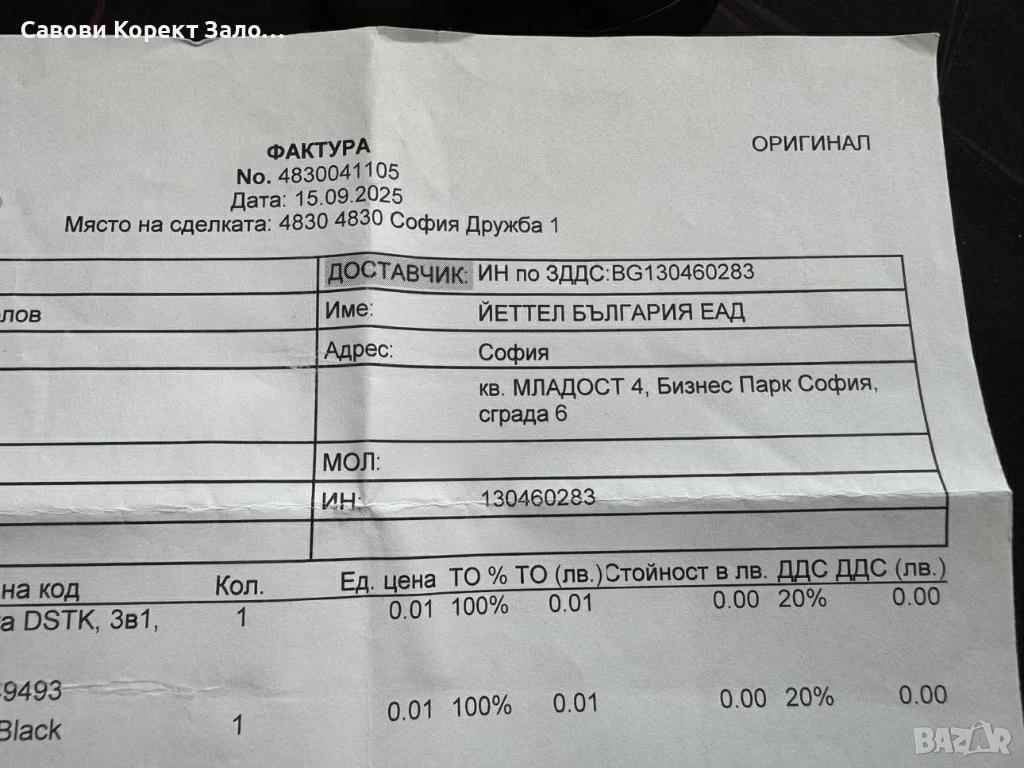 Савови Корект Зало...
ФАКТУРА
ОРИГИНАЛ
No. 4830041105
Дата: 15.09.2025
Място на сделката: 4830 4830 София Дружба 1
ДОСТАВЧИК: ИН по ЗДДС:BG130460283
лов Име: ЙЕТТЕЛ БЪЛГАРИЯ ЕАД
Адрес: София
кв. МЛАДОСТ 4, Бизнес Парк София,
сграда 6
МОЛ:
ИН: 130460283
на код Кол. Ед. цена ТО % ТО (лв.) Стойност в лв. ДДС ДДС (лв.)
а DSTK, 3в1, 1 0.01 100% 0.01 0.00 20% 0.00
9493
Black 1 0.01 100% 0.01 0.00 20% 0.00
BAZAR